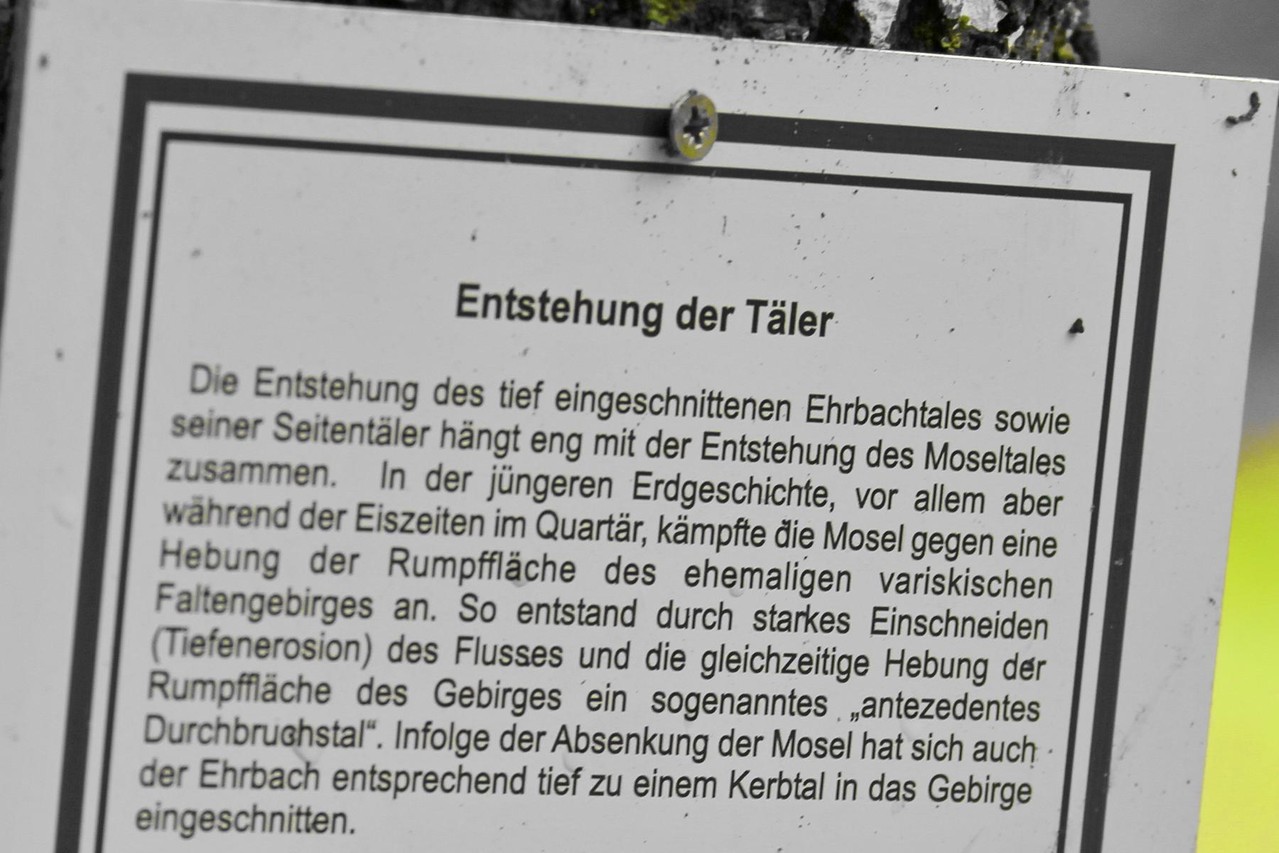 Entstehung der Täler
Die Entstehung des tief eingeschnittenen Ehrbachtales sowie
seiner Seitentäler hängt eng mit der Entstehung des Moseltales
zusammen. In der jüngeren Erdgeschichte, vor allem aber
während der Eiszeiten im Quartär, kämpfte die Mosel gegen eine
Hebung der Rumpffläche des ehemaligen variskischen
Faltengebirges an. So entstand durch starkes Einschneiden
(Tiefenerosion) des Flusses und die gleichzeitige Hebung der
Rumpffläche des Gebirges ein sogenanntes „antezedentes
Durchbruchstal“. Infolge der Absenkung der Mosel hat sich auch
der Ehrbach entsprechend tief zu einem Kerbtal in das Gebirge
eingeschnitten.